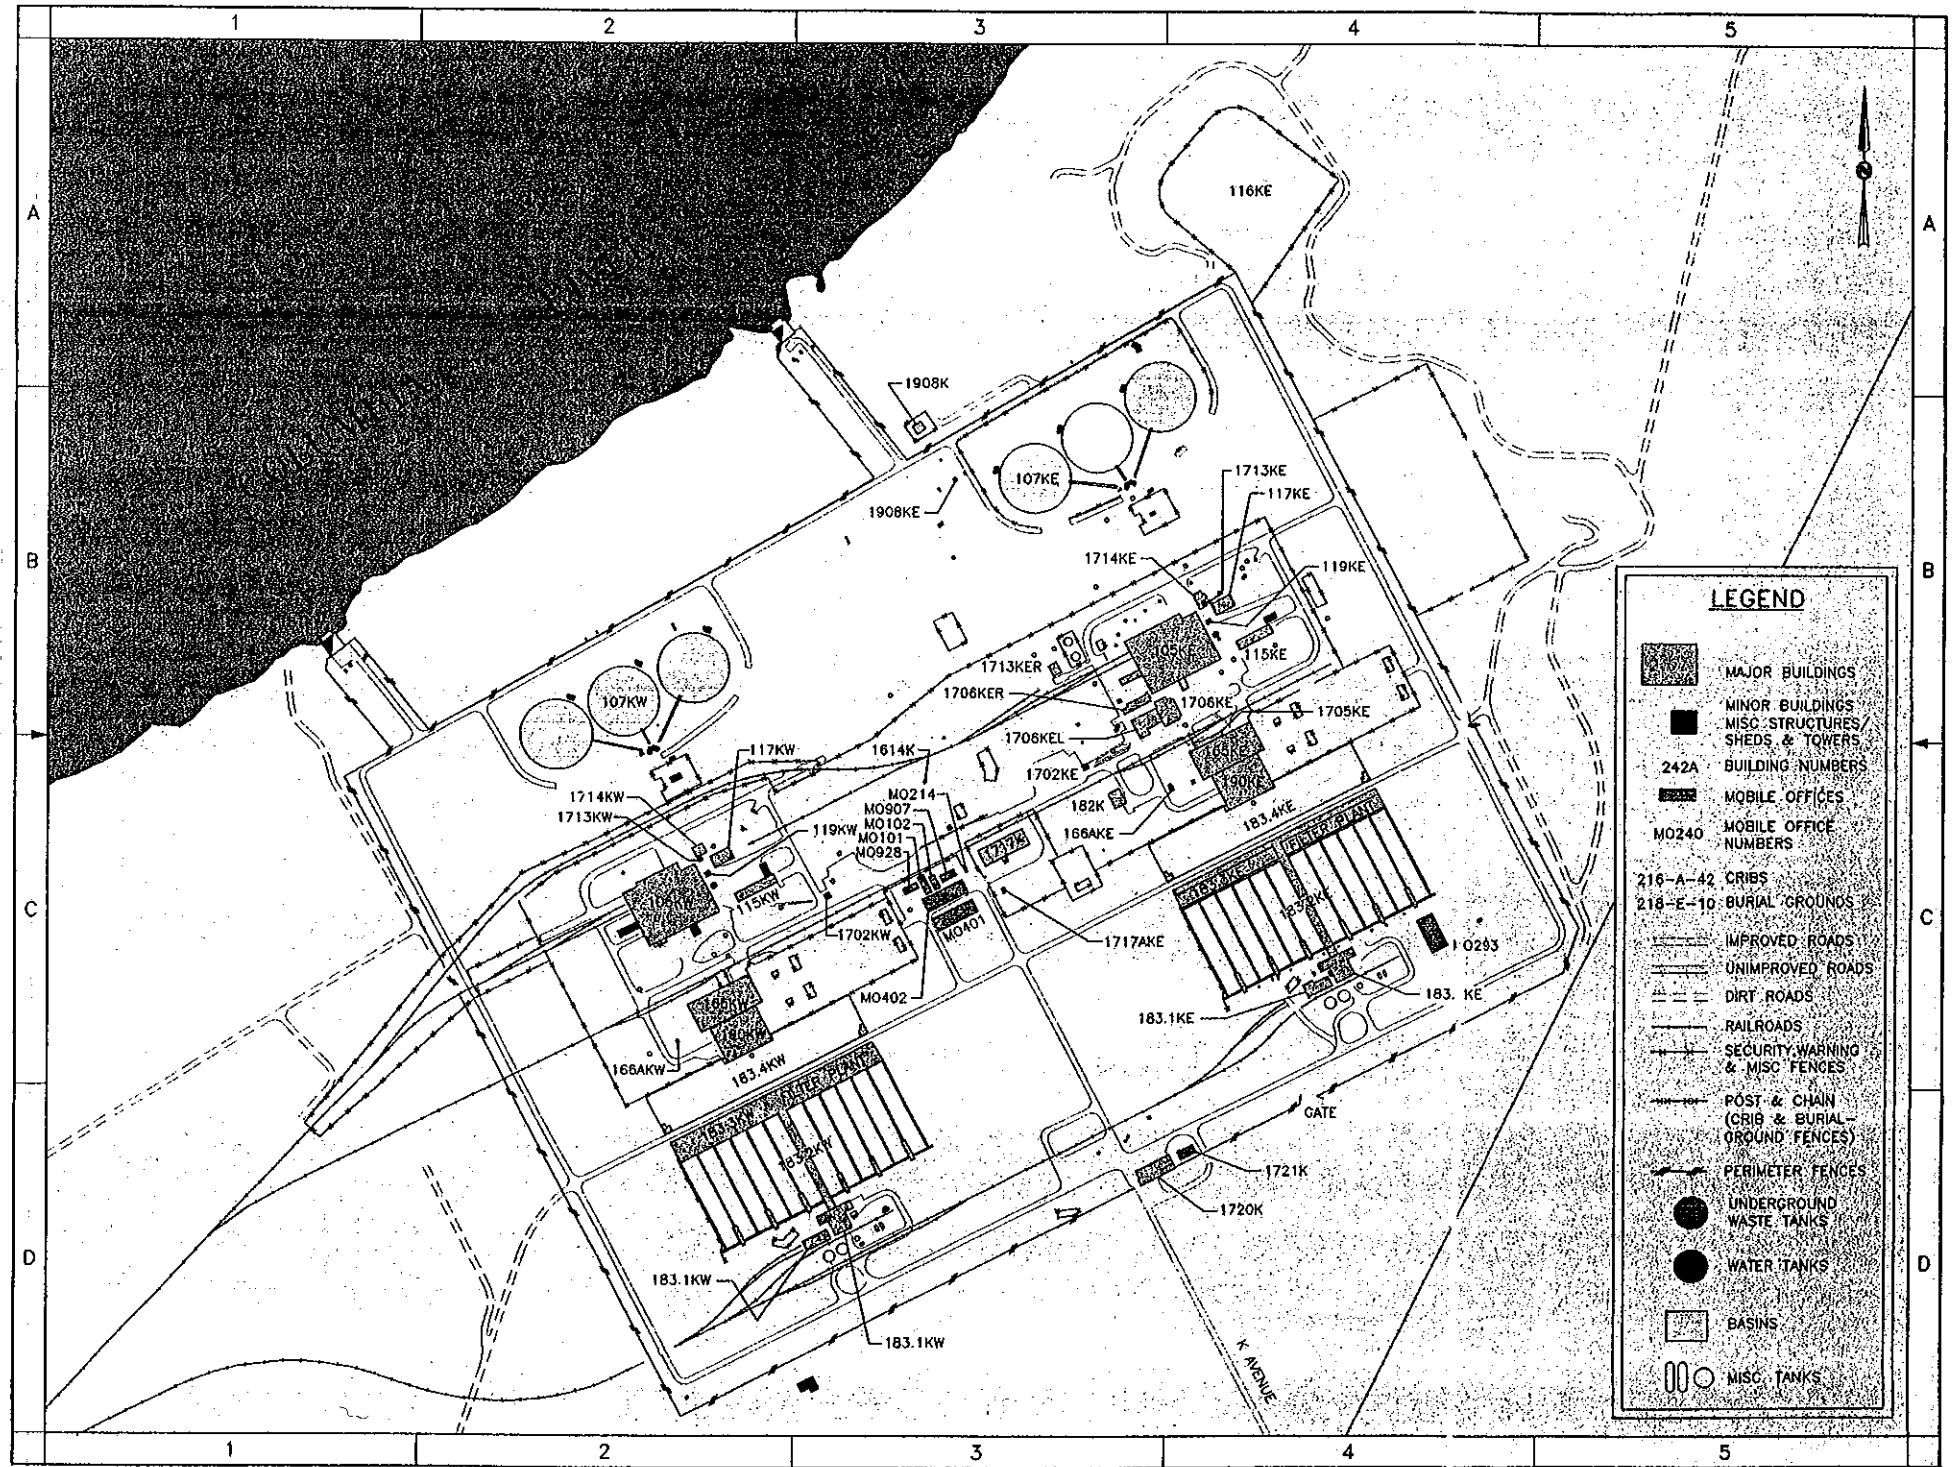 1
2
3
4
5
A
A
116KE
1908K
107KE
1713KE
117KE
1908KE
B
B
1714KE
119KE
LEGEND
105KE
115KE
1713KER
MAJOR BUILDINGS
107KW
1706KER
1706KE
1705KE
MINOR BUILDINGS
MISC STRUCTURES/
SHEDS & TOWERS
1706KEL
117KW
1614K
165KE
1702KE
190KE
242A BUILDING NUMBERS
MO214
182K
1714KW
MO907
MOBILE OFFICES
1713KW
119KW
MO102
166AKE
183.4KE
MO101
MO928
1717K
MO240 MOBILE OFFICE
NUMBERS
183.3KE FILTER PLANT
105KW
115KW
183.2KE
216-A-42 CRIBS
218-E-10 BURIAL GROUNDS
C
C
1702KW
MO401
1717AKE
0293
IMPROVED ROADS
UNIMPROVED ROADS
165KW
MO402
183. KE
DIRT ROADS
183.1KE
190KW
RAILROADS
166AKW
183.4KW
SECURITY, WARNING
& MISC FENCES
183.3KW FILTER PLANT
GATE
POST & CHAIN
(CRIB & BURIAL-
GROUND FENCES)
183.2KW
1721K
PERIMETER FENCES
1720K
UNDERGROUND
WASTE TANKS
D
D
183.1KW
WATER TANKS
183.1KW
K AVENUE
BASINS
MISC. TANKS
1
2
3
4
5